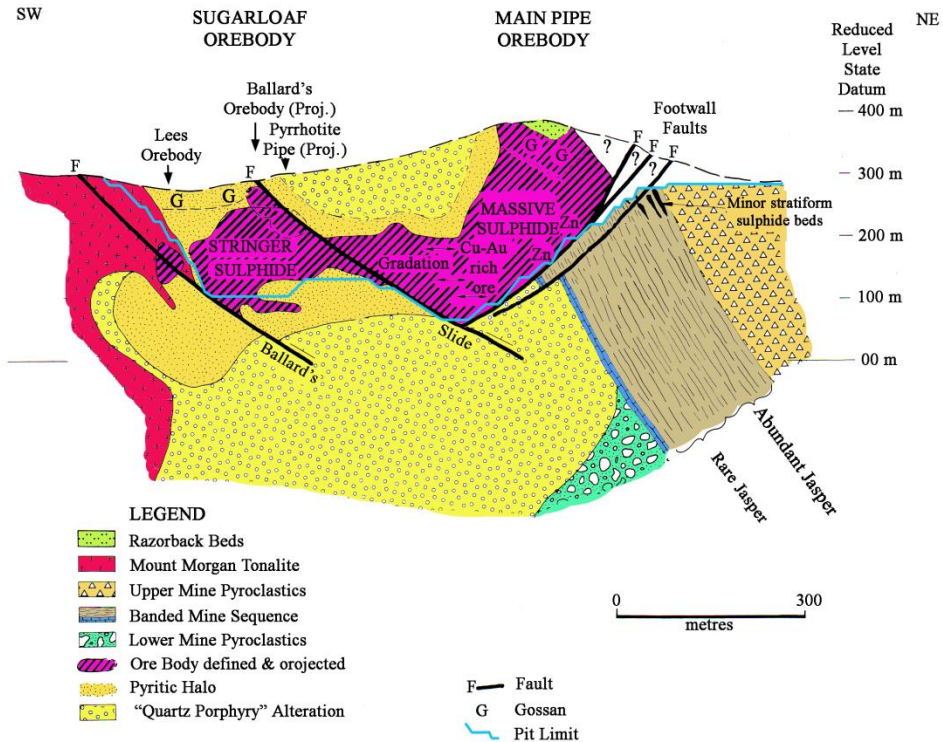 SW
NE
SUGARLOAF
OREBODY
MAIN PIPE
OREBODY
Reduced
Level
State
Datum
Ballard's
Orebody (Proj.)
Pyrrhotite
Pipe (Proj.)
Lees
Orebody
Footwall
Faults
400 m
300 m
200 m
100 m
00 m
F
F
F
F
F
G
G
G
G
?
?
?
Minor stratiform
sulphide beds
MASSIVE
SULPHIDE
Zn
Zn
Cu-Au
rich
ore
Gradation
STRINGER
SULPHIDE
Ballard's
Slide
Abundant Jasper
Rare Jasper
LEGEND
Razorback Beds
Mount Morgan Tonalite
Upper Mine Pyroclastics
Banded Mine Sequence
Lower Mine Pyroclastics
Ore Body defined & orojected
Pyritic Halo
“Quartz Porphyry” Alteration
0
300
metres
F
Fault
G
Gossan
Pit Limit